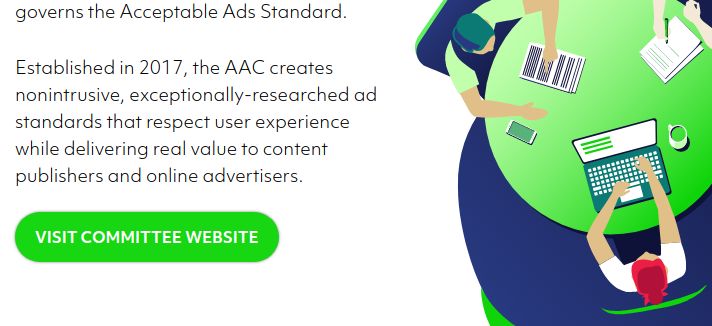 governs the Acceptable Ads Standard.
Established in 2017, the AAC creates
nonintrusive, exceptionally-researched ad
standards that respect user experience
while delivering real value to content
publishers and online advertisers.
VISIT COMMITTEE WEBSITE